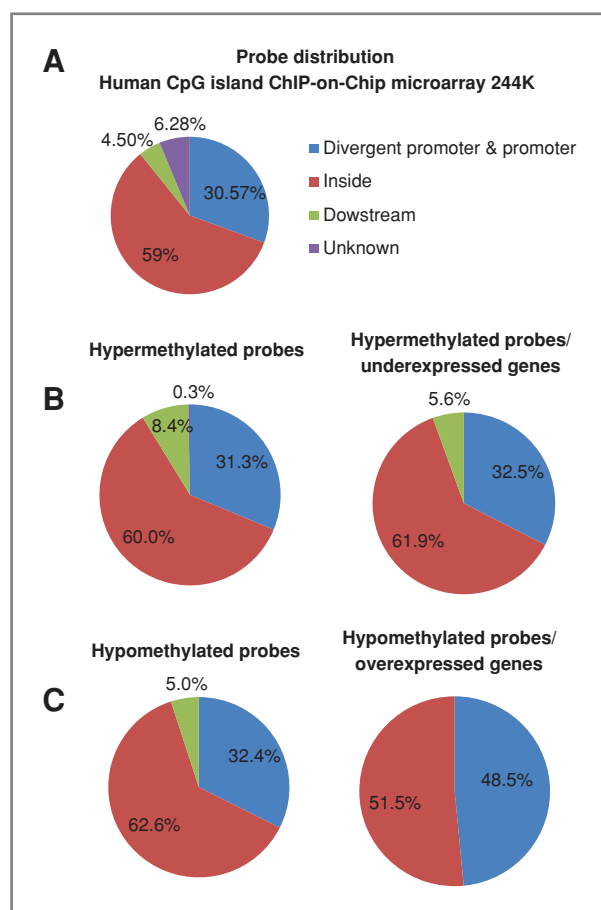 A
Probe distribution
Human CpG island ChIP-on-Chip microarray 244K
6.28%
4.50%
30.57%
59%
Divergent promoter & promoter
Inside
Dowstream
Unknown
B
Hypermethylated probes
0.3%
8.4%
31.3%
60.0%
Hypermethylated probes/
underexpressed genes
5.6%
32.5%
61.9%
C
Hypomethylated probes
5.0%
32.4%
62.6%
Hypomethylated probes/
overexpressed genes
48.5%
51.5%